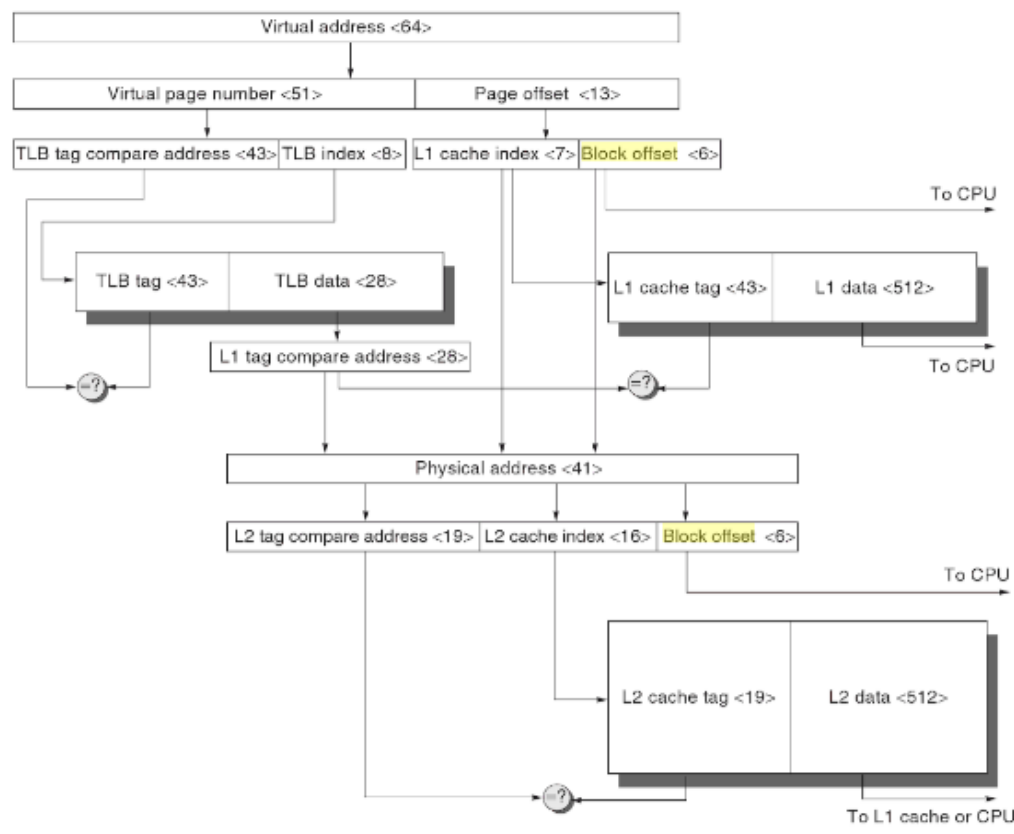 Virtual address <64>
Virtual page number <51> Page offset <13>
TLB tag compare address <43> TLB index <8> L1 cache index <7> Block offset <6>
To CPU
TLB tag <43> TLB data <28>
L1 cache tag <43> L1 data <512>
To CPU
L1 tag compare address <28>
=? =?
Physical address <41>
L2 tag compare address <19> L2 cache index <16> Block offset <6>
To CPU
L2 cache tag <19> L2 data <512>
=?
To L1 cache or CPU